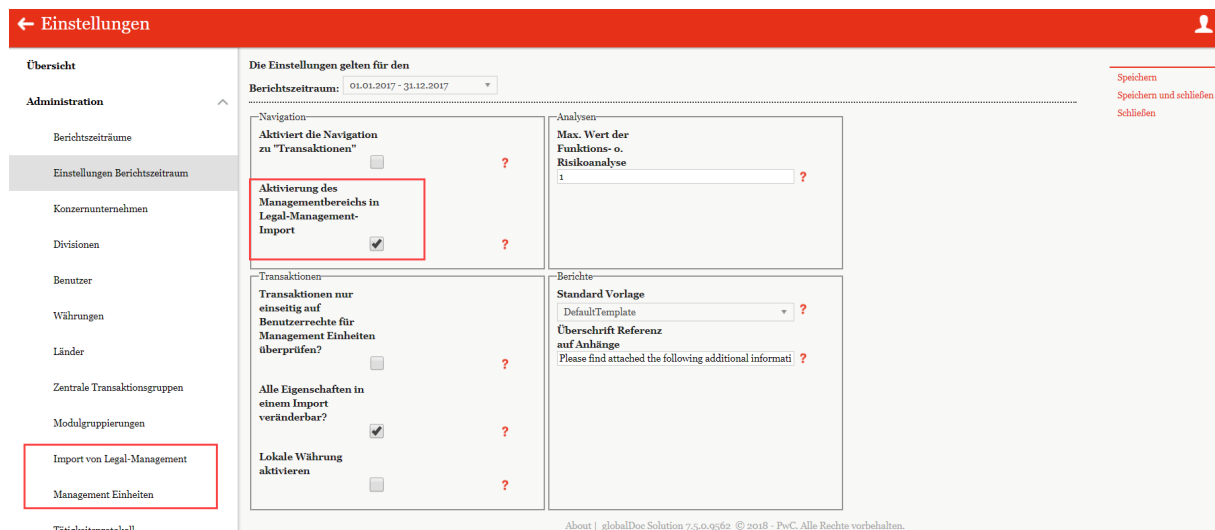 Einstellungen
Übersicht
Administration
Berichtszeiträume
Einstellungen Berichtszeitraum
Konzernunternehmen
Divisionen
Benutzer
Währungen
Länder
Zentrale Transaktionsgruppen
Modulgruppierungen
Import von Legal-Management
Management Einheiten
Tätigkeitsprotokoll
Die Einstellungen gelten für den
Berichtszeitraum: 01.01.2017 - 31.12.2017
Navigation
Aktiviert die Navigation
zu "Transaktionen"
?
Aktivierung des
Managementbereichs in
Legal-Management-
Import
?
Analysen
Max. Wert der
Funktions- o.
Risikoanalyse
1 ?
Transaktionen
Transaktionen nur
einseitig auf
Benutzerrechte für
Management Einheiten
überprüfen?
?
Alle Eigenschaften in
einem Import
veränderbar?
?
Lokale Währung
aktivieren
?
Berichte
Standard Vorlage
DefaultTemplate ?
Überschrift Referenz
auf Anhänge
Please find attached the following additional informati ?
Speichern
Speichern und schließen
Schließen
About | globalDoc Solution 7.5.0.9562 © 2018 - PwC. Alle Rechte vorbehalten.